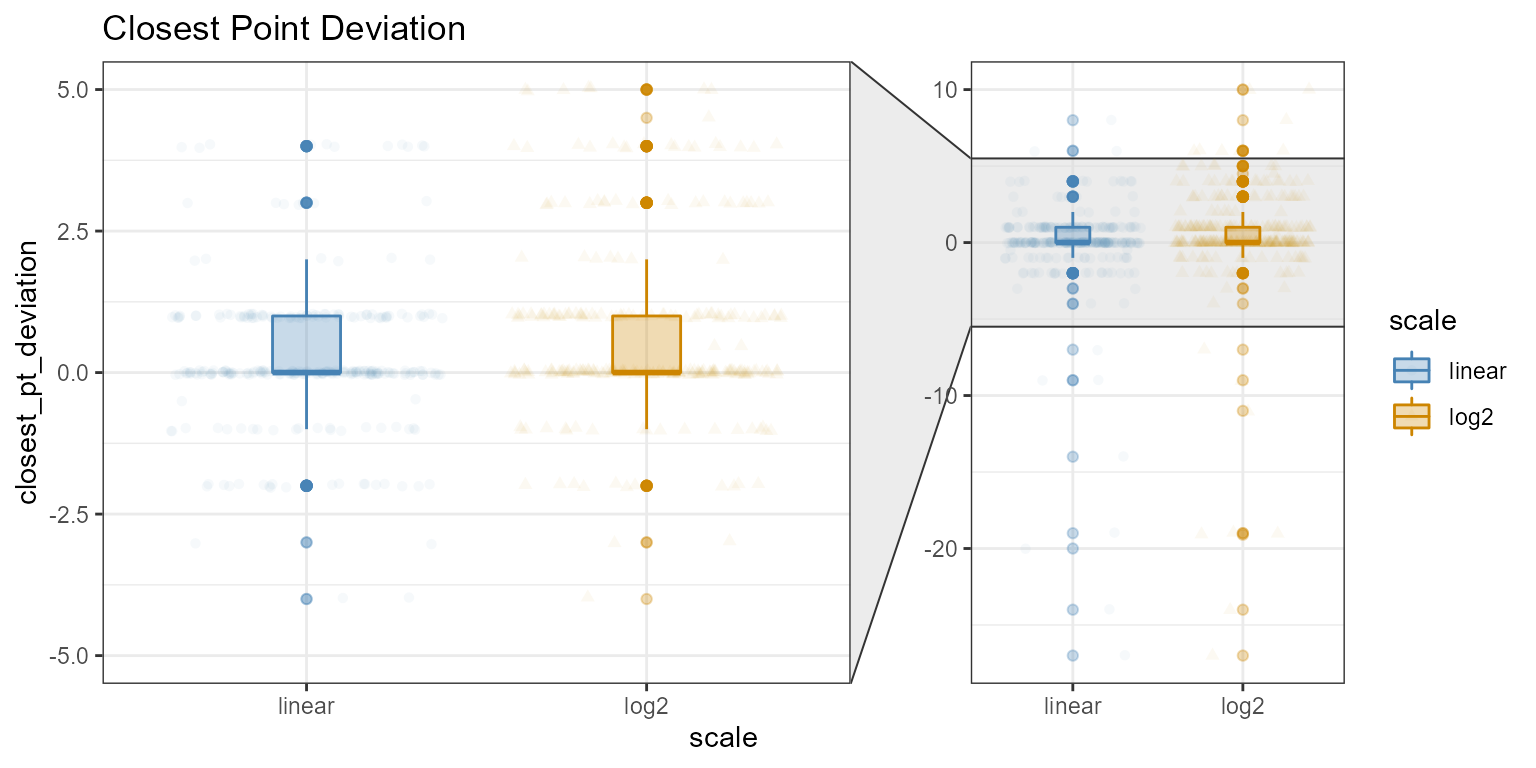 Closest Point Deviation
closest_pt_deviation
5.0
2.5
0.0
-2.5
-5.0
linear
log2
10
0
-10
-20
linear
log2
scale
scale
linear
log2